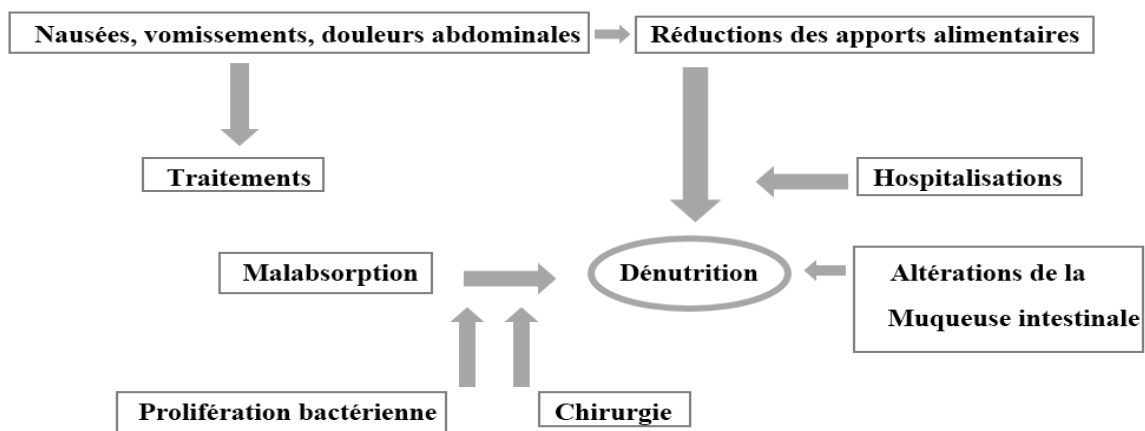 Nausées, vomissements, douleurs abdominales
Réductions des apports alimentaires
Traitements
Hospitalisations
Malabsorption
Dénutrition
Altérations de la
Muqueuse intestinale
Prolifération bactérienne
Chirurgie